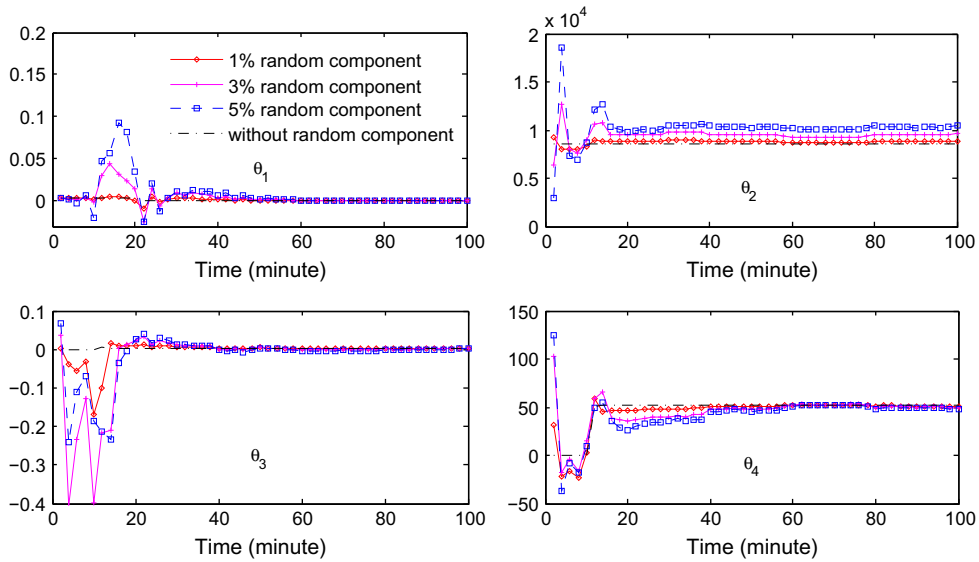 0.2
0.15
0.1
0.05
0
0 20 40 60 80 100
Time (minute)
1% random component
3% random component
5% random component
without random component
θ1
x 10^4
2
1.5
1
0.5
0
0 20 40 60 80 100
Time (minute)
θ2
0.1
0
−0.1
−0.2
−0.3
−0.4
0 20 40 60 80 100
Time (minute)
θ3
150
100
50
0
−50
0 20 40 60 80 100
Time (minute)
θ4